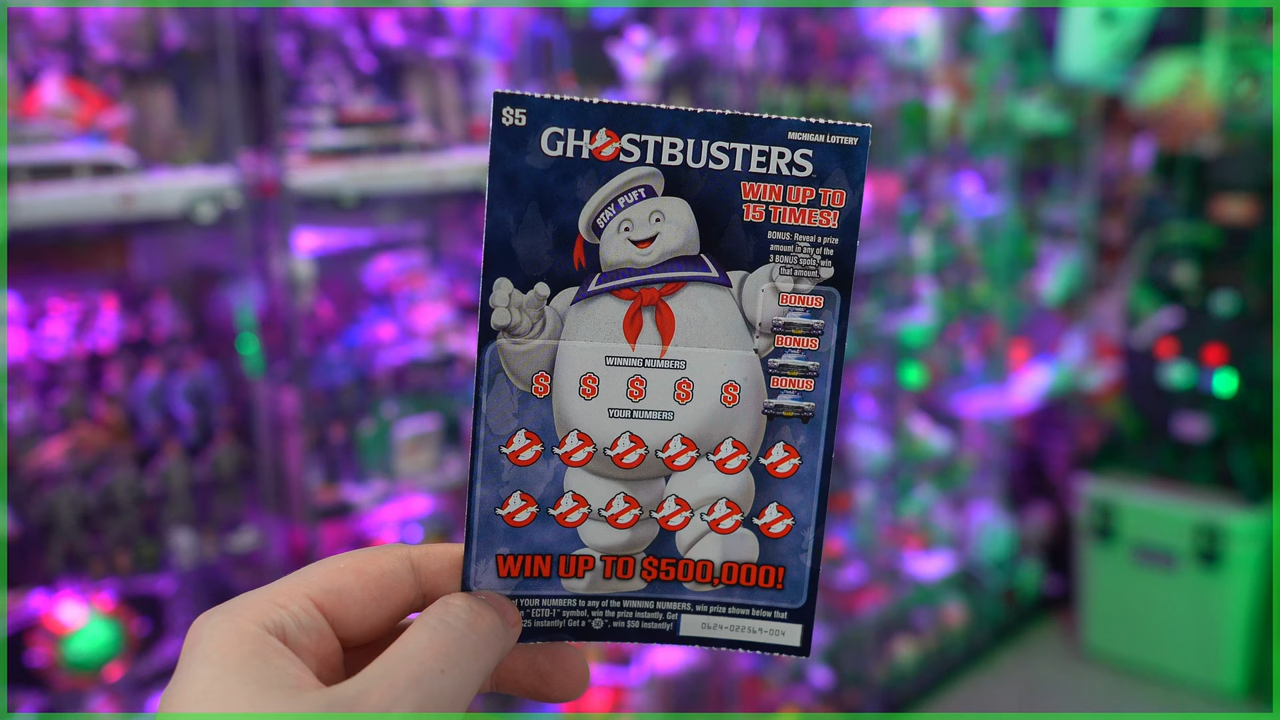 $5
MICHIGAN LOTTERY
GHOSTBUSTERS
STAY PUFT
WIN UP TO
15 TIMES!
BONUS: Reveal a prize
amount in any of the
3 BONUS spots, win
that amount.
BONUS
BONUS
BONUS
WINNING NUMBERS
$ $ $ $ $
YOUR NUMBERS
WIN UP TO $500,000!
of YOUR NUMBERS to any of the WINNING NUMBERS, win prize shown below that
"ECTO-1" symbol, win the prize instantly. Get
$25 instantly! Get a " ", win $50 instantly!
0624-022569-004